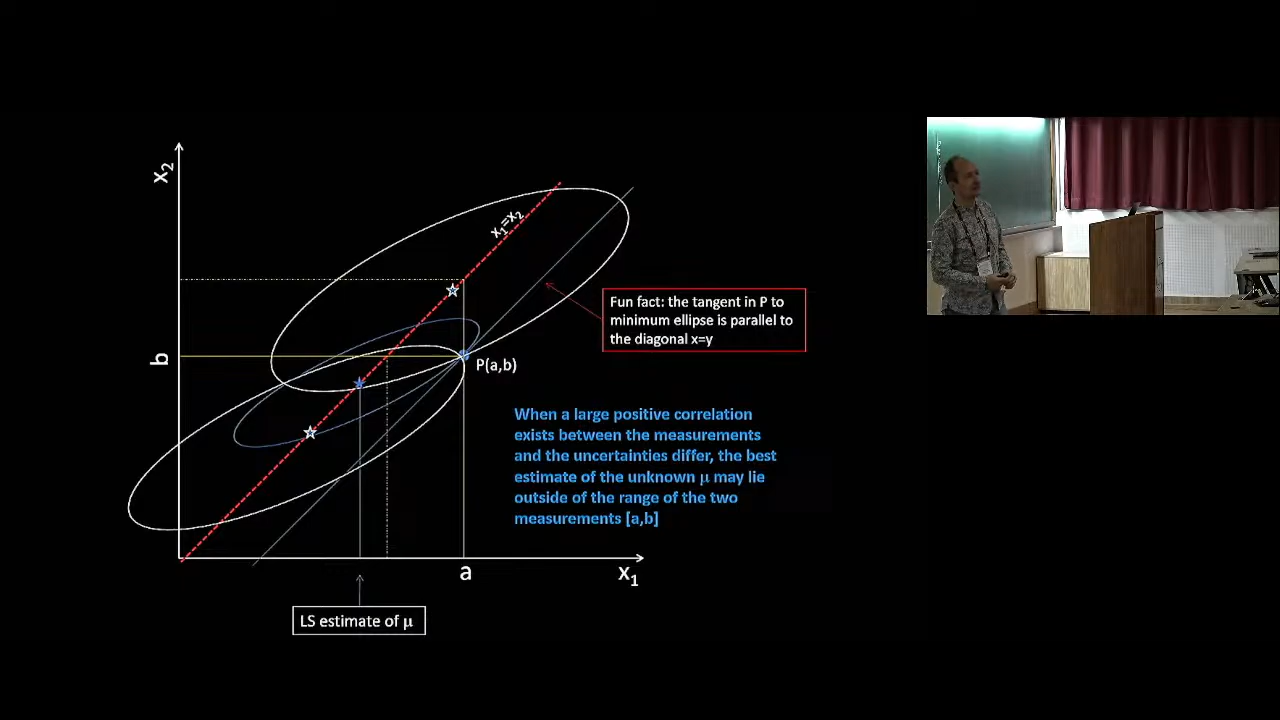 x₂
x₁=x₂
Fun fact: the tangent in P to
minimum ellipse is parallel to
the diagonal x=y
b
P(a,b)
When a large positive correlation
exists between the measurements
and the uncertainties differ, the best
estimate of the unknown μ may lie
outside of the range of the two
measurements [a,b]
a
x₁
LS estimate of μ